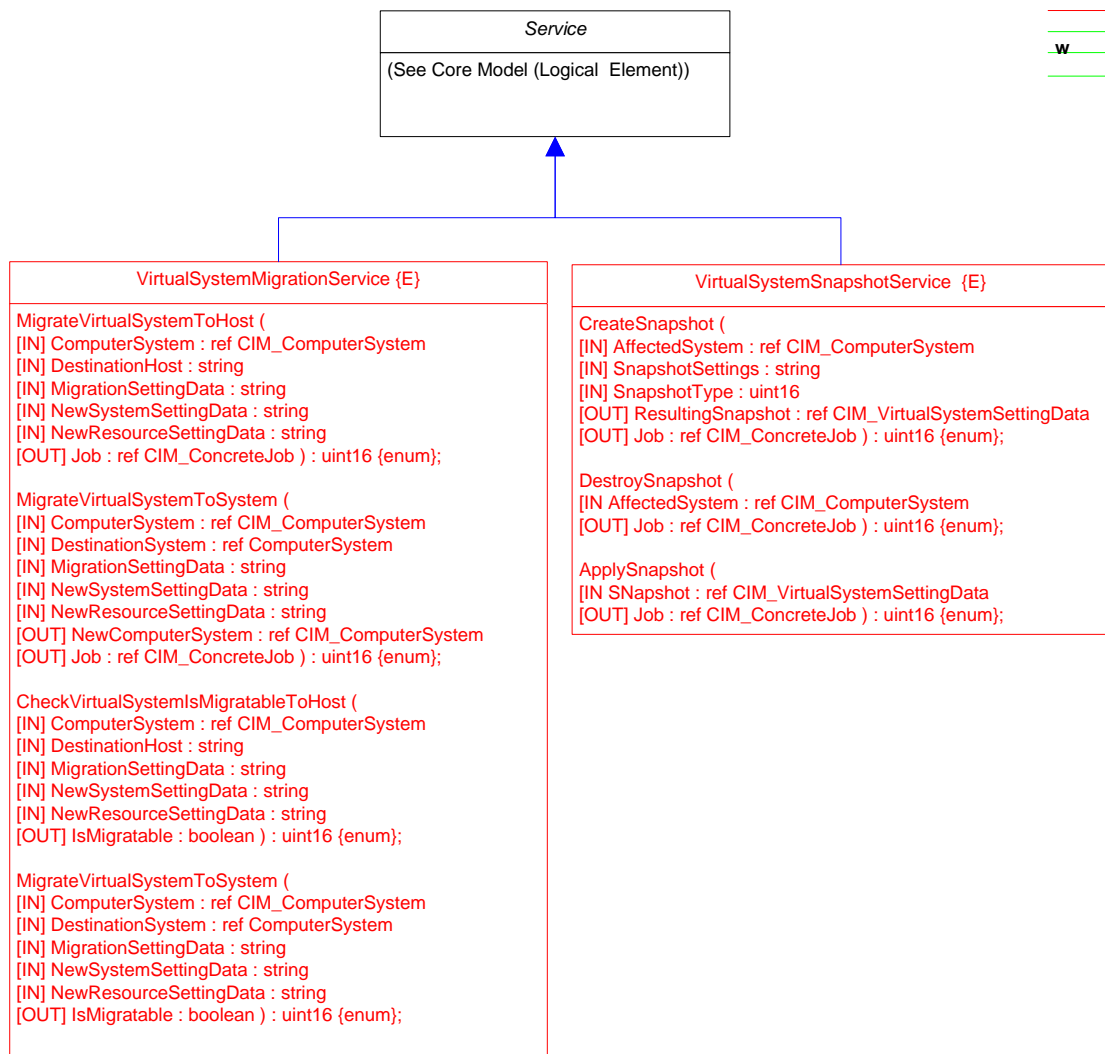 Service
(See Core Model (Logical Element))
w
VirtualSystemMigrationService {E}
MigrateVirtualSystemToHost (
[IN] ComputerSystem : ref CIM_ComputerSystem
[IN] DestinationHost : string
[IN] MigrationSettingData : string
[IN] NewSystemSettingData : string
[IN] NewResourceSettingData : string
[OUT] Job : ref CIM_ConcreteJob ) : uint16 {enum};
MigrateVirtualSystemToSystem (
[IN] ComputerSystem : ref CIM_ComputerSystem
[IN] DestinationSystem : ref ComputerSystem
[IN] MigrationSettingData : string
[IN] NewSystemSettingData : string
[IN] NewResourceSettingData : string
[OUT] NewComputerSystem : ref CIM_ComputerSystem
[OUT] Job : ref CIM_ConcreteJob ) : uint16 {enum};
CheckVirtualSystemIsMigratableToHost (
[IN] ComputerSystem : ref CIM_ComputerSystem
[IN] DestinationHost : string
[IN] MigrationSettingData : string
[IN] NewSystemSettingData : string
[IN] NewResourceSettingData : string
[OUT] IsMigratable : boolean ) : uint16 {enum};
MigrateVirtualSystemToSystem (
[IN] ComputerSystem : ref CIM_ComputerSystem
[IN] DestinationSystem : ref ComputerSystem
[IN] MigrationSettingData : string
[IN] NewSystemSettingData : string
[IN] NewResourceSettingData : string
[OUT] IsMigratable : boolean ) : uint16 {enum};
VirtualSystemSnapshotService {E}
CreateSnapshot (
[IN] AffectedSystem : ref CIM_ComputerSystem
[IN] SnapshotSettings : string
[IN] SnapshotType : uint16
[OUT] ResultingSnapshot : ref CIM_VirtualSystemSettingData
[OUT] Job : ref CIM_ConcreteJob ) : uint16 {enum};
DestroySnapshot (
[IN AffectedSystem : ref CIM_ComputerSystem
[OUT] Job : ref CIM_ConcreteJob ) : uint16 {enum};
ApplySnapshot (
[IN SNapshot : ref CIM_VirtualSystemSettingData
[OUT] Job : ref CIM_ConcreteJob ) : uint16 {enum};